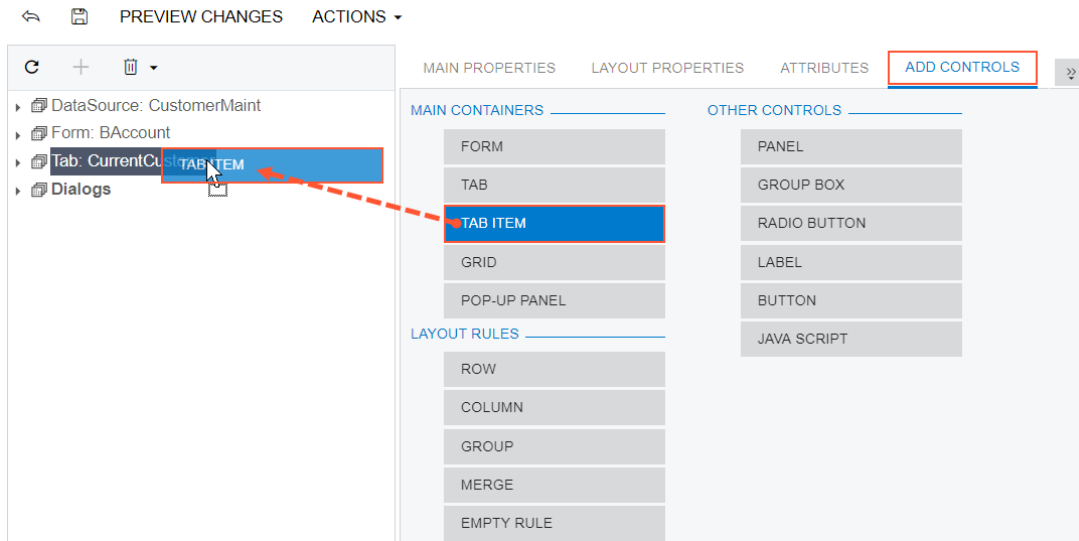 PREVIEW CHANGES ACTIONS
MAIN PROPERTIES LAYOUT PROPERTIES ATTRIBUTES ADD CONTROLS
DataSource: CustomerMaint
Form: BAccount
Tab: CurrentCu
TAB ITEM
Dialogs
MAIN CONTAINERS
FORM
TAB
TAB ITEM
GRID
POP-UP PANEL
LAYOUT RULES
ROW
COLUMN
GROUP
MERGE
EMPTY RULE
OTHER CONTROLS
PANEL
GROUP BOX
RADIO BUTTON
LABEL
BUTTON
JAVA SCRIPT